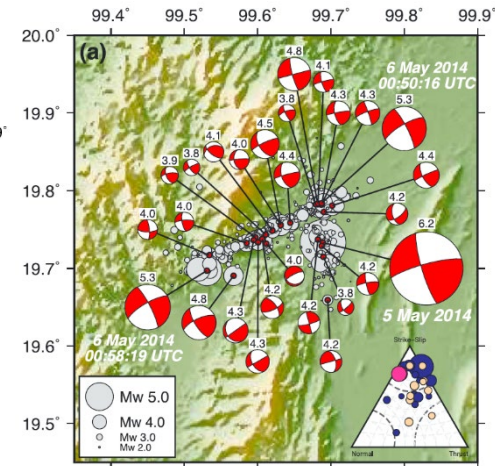 99.4° 99.5° 99.6° 99.7° 99.8° 99.9°
20.0°
(a)
4.8
4.1
6 May 2014
00:50:16 UTC
19.9°
3.8
4.3
4.3
5.3
4.1
4.0
4.5
3.9
3.8
4.4
4.4
19.8°
4.0
4.0
4.2
6.2
19.7°
4.0
5.3
4.8
4.2
4.2
4.3
4.2
3.8
5 May 2014
6 May 2014
00:58:19 UTC
19.6°
4.3
4.2
Strike-Slip
Mw 5.0
Mw 4.0
Mw 3.0
Mw 2.0
19.5°
Normal
Thrust